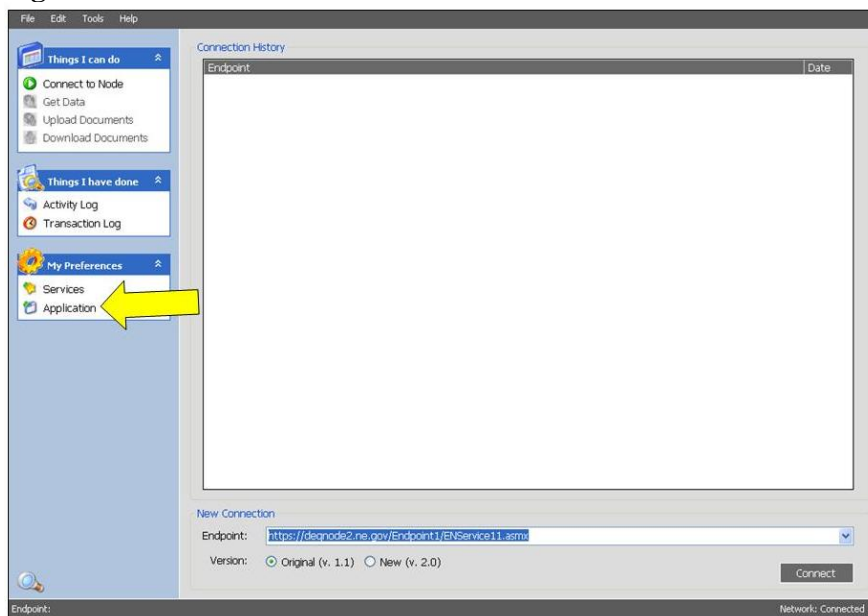 File Edit Tools Help
Things I can do
Connect to Node
Get Data
Upload Documents
Download Documents
Things I have done
Activity Log
Transaction Log
My Preferences
Services
Application
Connection History
Endpoint Date
New Connection
Endpoint: https://deqnode2.ne.gov/Endpoint1/ENService11.asmx
Version: Original (v. 1.1) New (v. 2.0)
Connect
Endpoint: Network: Connected